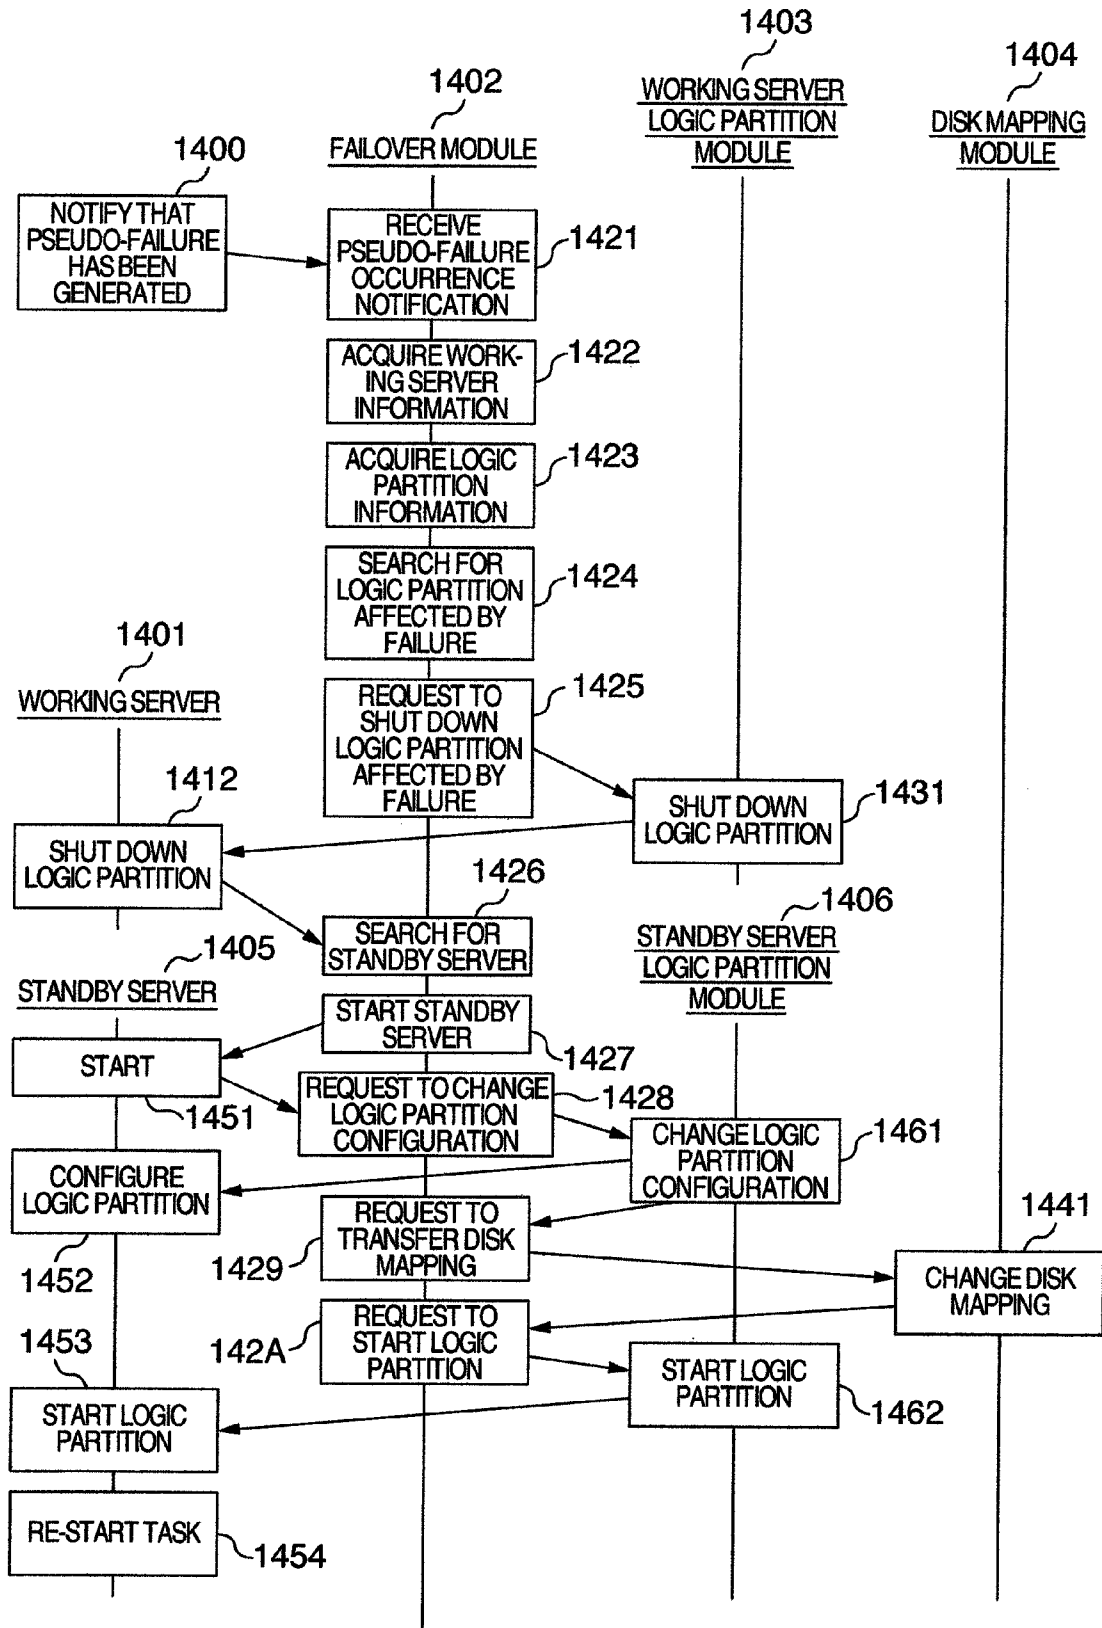 1403
WORKING SERVER
LOGIC PARTITION
MODULE
1404
DISK MAPPING
MODULE
1402
FAILOVER MODULE
1400
NOTIFY THAT
PSEUDO-FAILURE
HAS BEEN
GENERATED
RECEIVE
PSEUDO-FAILURE
OCCURRENCE
NOTIFICATION
1421
ACQUIRE WORK-
ING SERVER
INFORMATION
1422
ACQUIRE LOGIC
PARTITION
INFORMATION
1423
SEARCH FOR
LOGIC PARTITION
AFFECTED BY
FAILURE
1424
1401
WORKING SERVER
REQUEST TO
SHUT DOWN
LOGIC PARTITION
AFFECTED BY
FAILURE
1425
SHUT DOWN
LOGIC PARTITION
1431
1412
SHUT DOWN
LOGIC PARTITION
1426
SEARCH FOR
STANDBY SERVER
1406
STANDBY SERVER
LOGIC PARTITION
MODULE
1405
STANDBY SERVER
START STANDBY
SERVER
1427
START
1451
REQUEST TO CHANGE
LOGIC PARTITION
CONFIGURATION
1428
CHANGE LOGIC
PARTITION
CONFIGURATION
1461
CONFIGURE
LOGIC PARTITION
1452
REQUEST TO
TRANSFER DISK
MAPPING
1429
1441
CHANGE DISK
MAPPING
REQUEST TO
START LOGIC
PARTITION
142A
START LOGIC
PARTITION
1462
1453
START LOGIC
PARTITION
RE-START TASK
1454